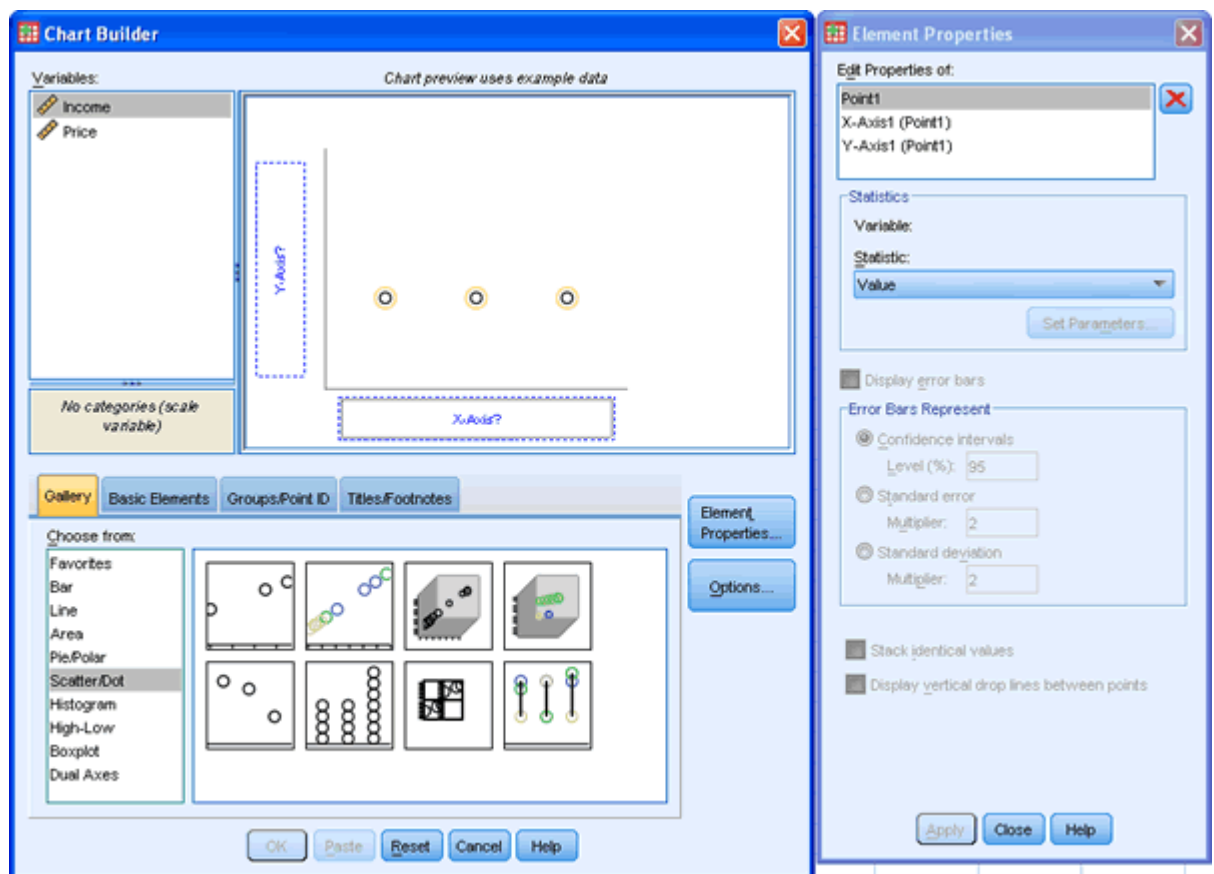 Chart Builder
Variables:
Chart preview uses example data
Income
Price
Y-Axis?
X-Axis?
No categories (scale
variable)
Gallery
Basic Elements
Groups/Point ID
Titles/Footnotes
Choose from:
Favorites
Bar
Line
Area
Pie/Polar
Scatter/Dot
Histogram
High-Low
Boxplot
Dual Axes
Element
Properties...
Options...
OK
Paste
Reset
Cancel
Help
Element Properties
Edit Properties of:
Point1
X-Axis1 (Point1)
Y-Axis1 (Point1)
Statistics
Variable:
Statistic:
Value
Set Parameters...
Display error bars
Error Bars Represent
Confidence intervals
Level (%): 95
Standard error
Multiplier: 2
Standard deviation
Multiplier: 2
Stack identical values
Display vertical drop lines between points
Apply
Close
Help